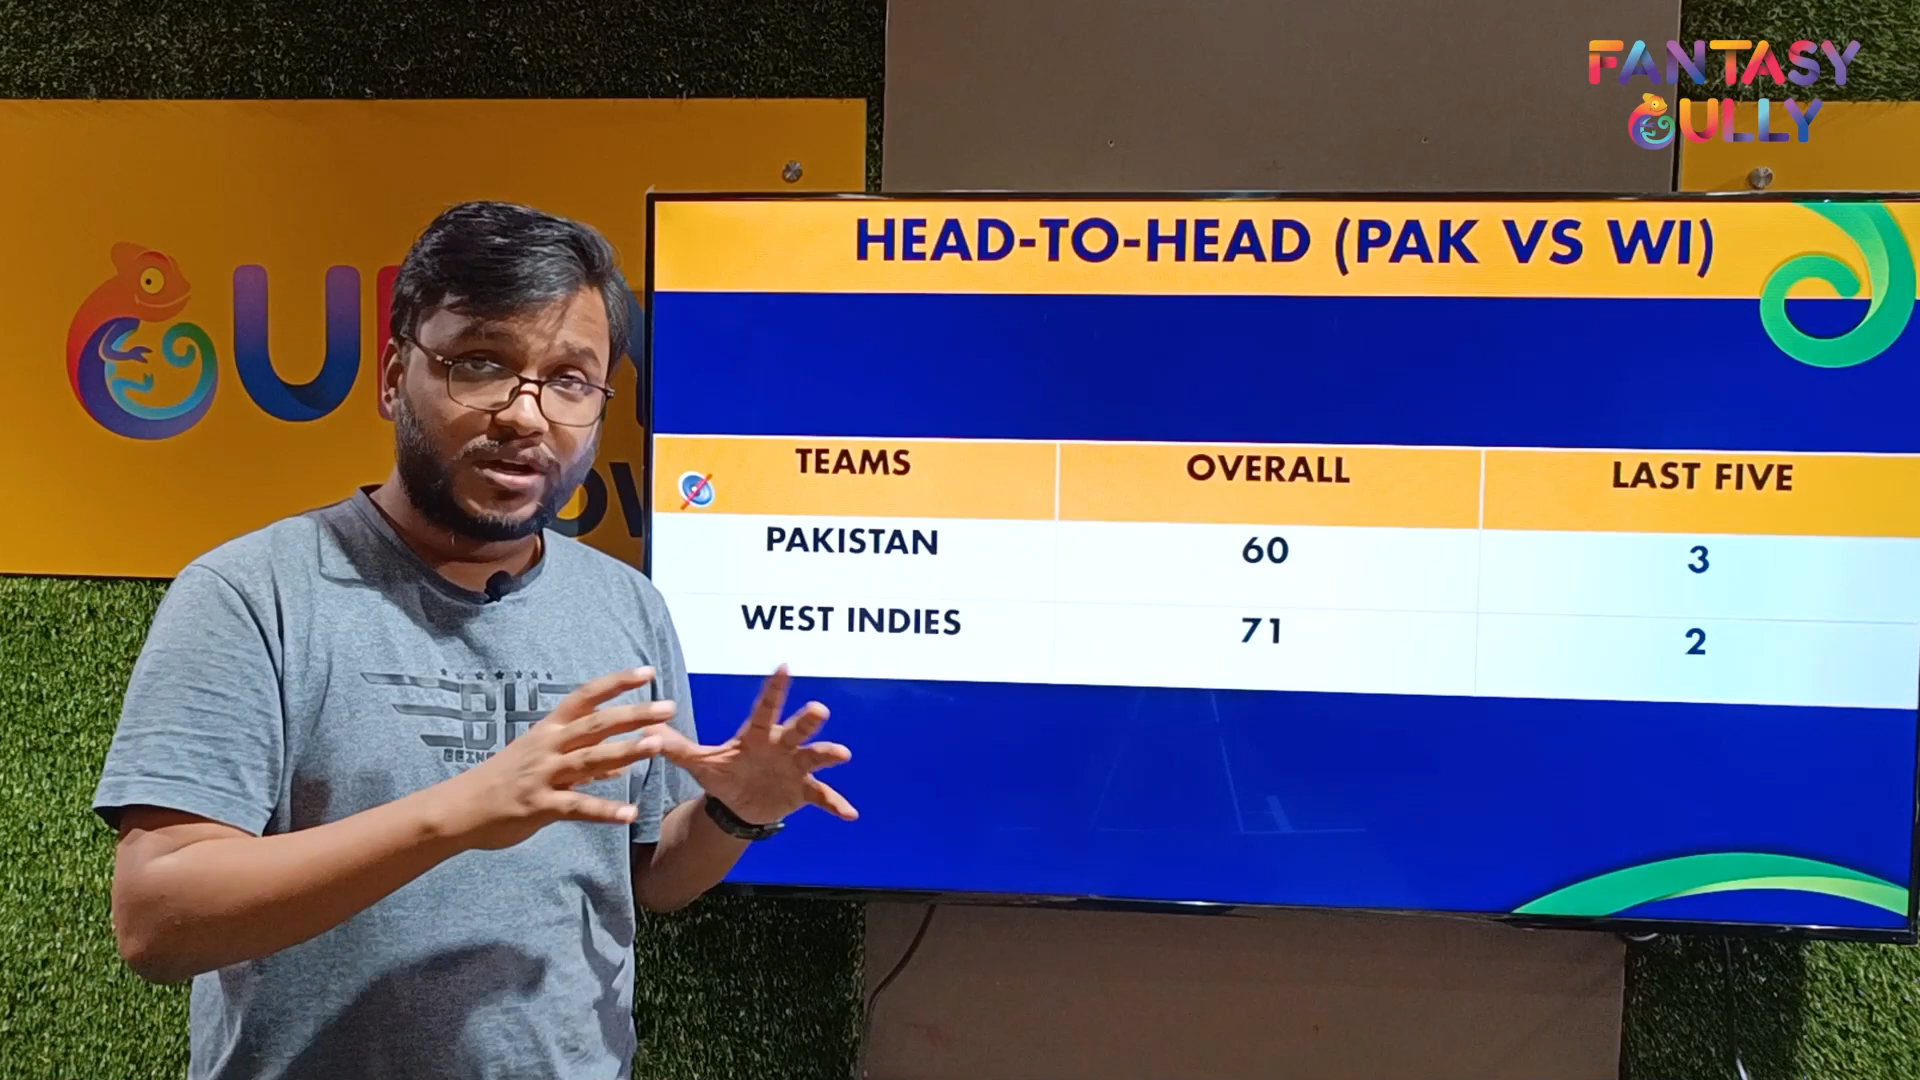 FANTASY
GULLY
HEAD-TO-HEAD (PAK VS WI)
TEAMS OVERALL LAST FIVE
PAKISTAN 60 3
WEST INDIES 71 2
BH